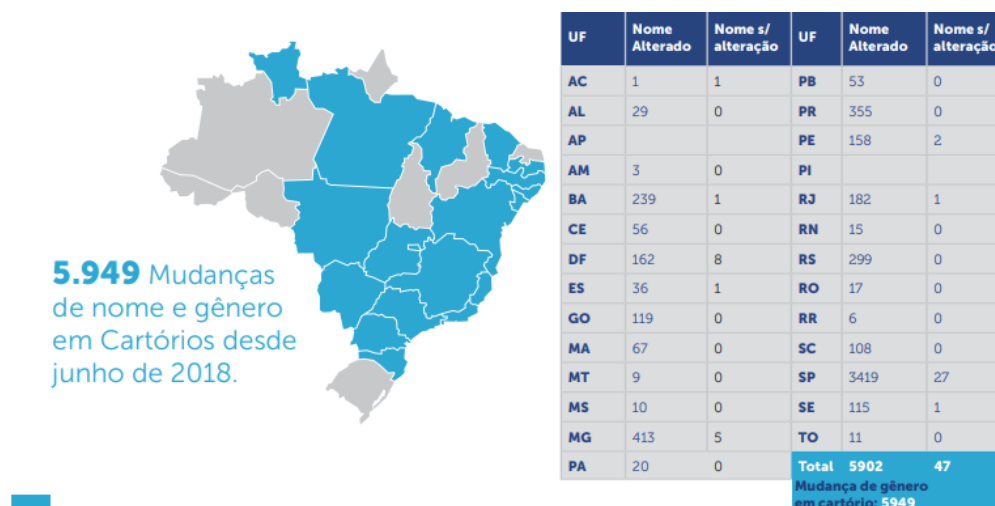 5.949 Mudanças
de nome e gênero
em Cartórios desde
junho de 2018.
UF Nome Alterado Nome s/ alteração UF Nome Alterado Nome s/ alteração
AC 1 1 PB 53 0
AL 29 0 PR 355 0
AP PE 158 2
AM 3 0 PI
BA 239 1 RJ 182 1
CE 56 0 RN 15 0
DF 162 8 RS 299 0
ES 36 1 RO 17 0
GO 119 0 RR 6 0
MA 67 0 SC 108 0
MT 9 0 SP 3419 27
MS 10 0 SE 115 1
MG 413 5 TO 11 0
PA 20 0 Total 5902 47
Mudança de gênero
em cartório: 5949